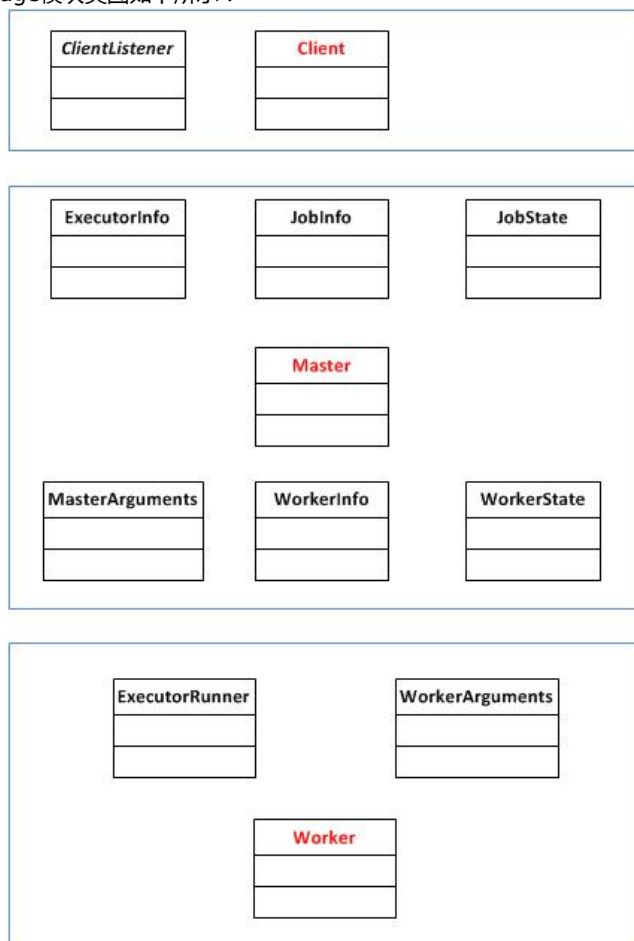 ClientListener Client
ExecutorInfo JobInfo JobState
Master
MasterArguments WorkerInfo WorkerState
ExecutorRunner WorkerArguments
Worker